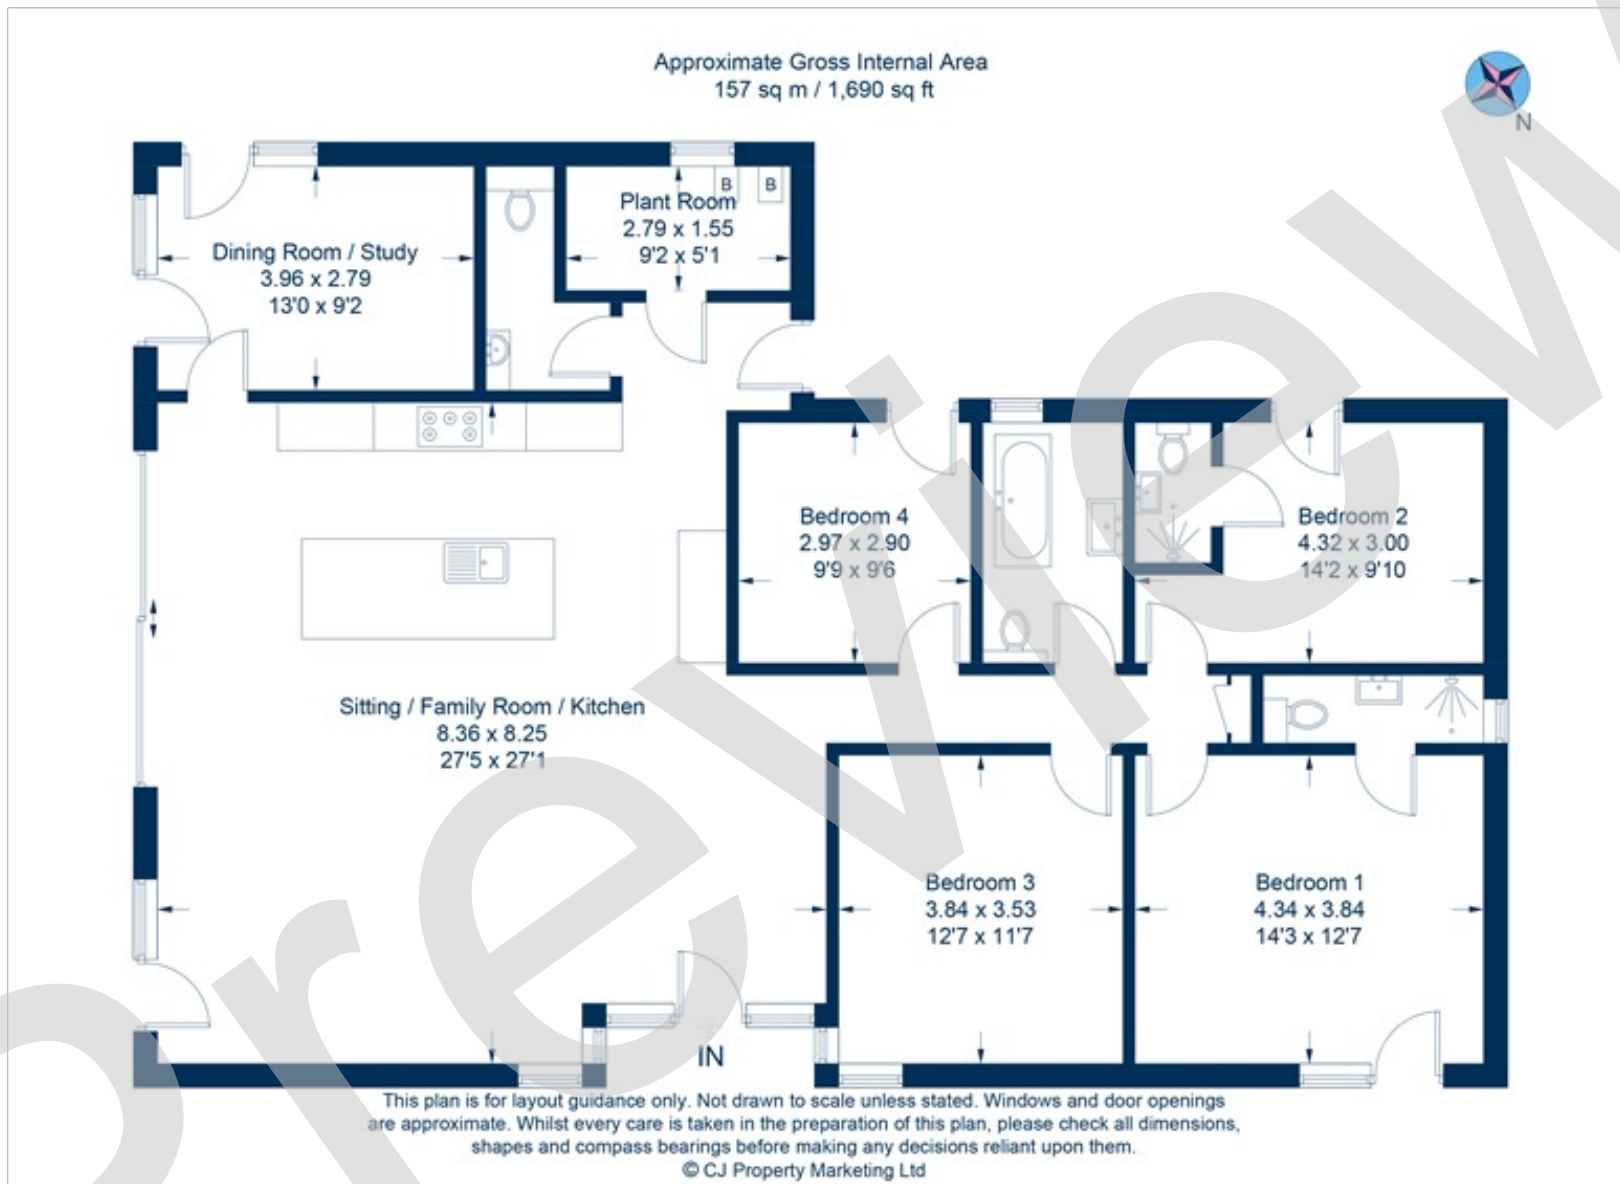 Approximate Gross Internal Area
157 sq m / 1,690 sq ft
N
B
B
Plant Room
2.79 x 1.55
9'2 x 5'1
Dining Room / Study
3.96 x 2.79
13'0 x 9'2
Bedroom 4
2.97 x 2.90
9'9 x 9'6
Bedroom 2
4.32 x 3.00
14'2 x 9'10
Sitting / Family Room / Kitchen
8.36 x 8.25
27'5 x 27'1
Bedroom 3
3.84 x 3.53
12'7 x 11'7
Bedroom 1
4.34 x 3.84
14'3 x 12'7
IN
This plan is for layout guidance only. Not drawn to scale unless stated. Windows and door openings
are approximate. Whilst every care is taken in the preparation of this plan, please check all dimensions,
shapes and compass bearings before making any decisions reliant upon them.
© CJ Property Marketing Ltd
Preview